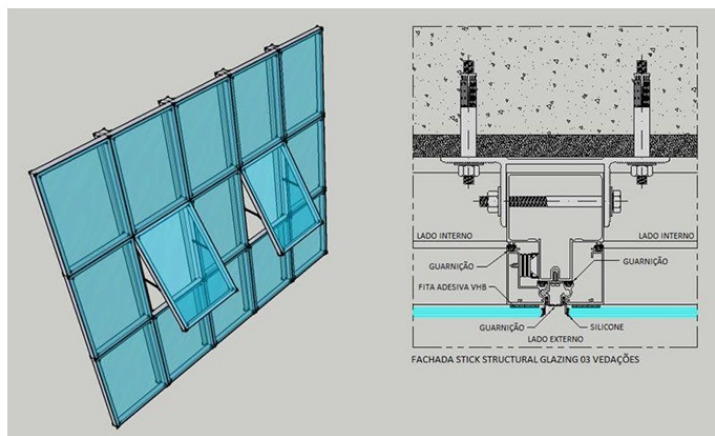 LADO INTERNO
LADO INTERNO
GUARNIÇÃO
GUARNIÇÃO
FITA ADESIVA VHB
GUARNIÇÃO
SILICONE
LADO EXTERNO
FACHADA STICK STRUCTURAL GLAZING 03 VEDAÇÕES